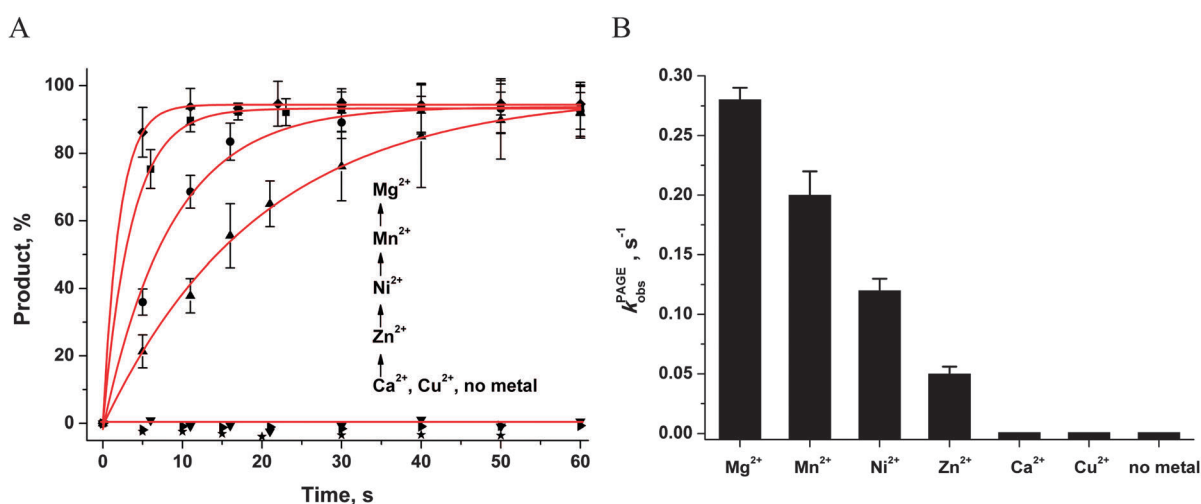 A
B
100
80
60
40
20
0
Product, %
Mg²⁺
Mn²⁺
Ni²⁺
Zn²⁺
Ca²⁺, Cu²⁺, no metal
0 10 20 30 40 50 60
Time, s
0.30
0.25
0.20
0.15
0.10
0.05
0.00
k obs PAGE, s⁻¹
Mg²⁺ Mn²⁺ Ni²⁺ Zn²⁺ Ca²⁺ Cu²⁺ no metal